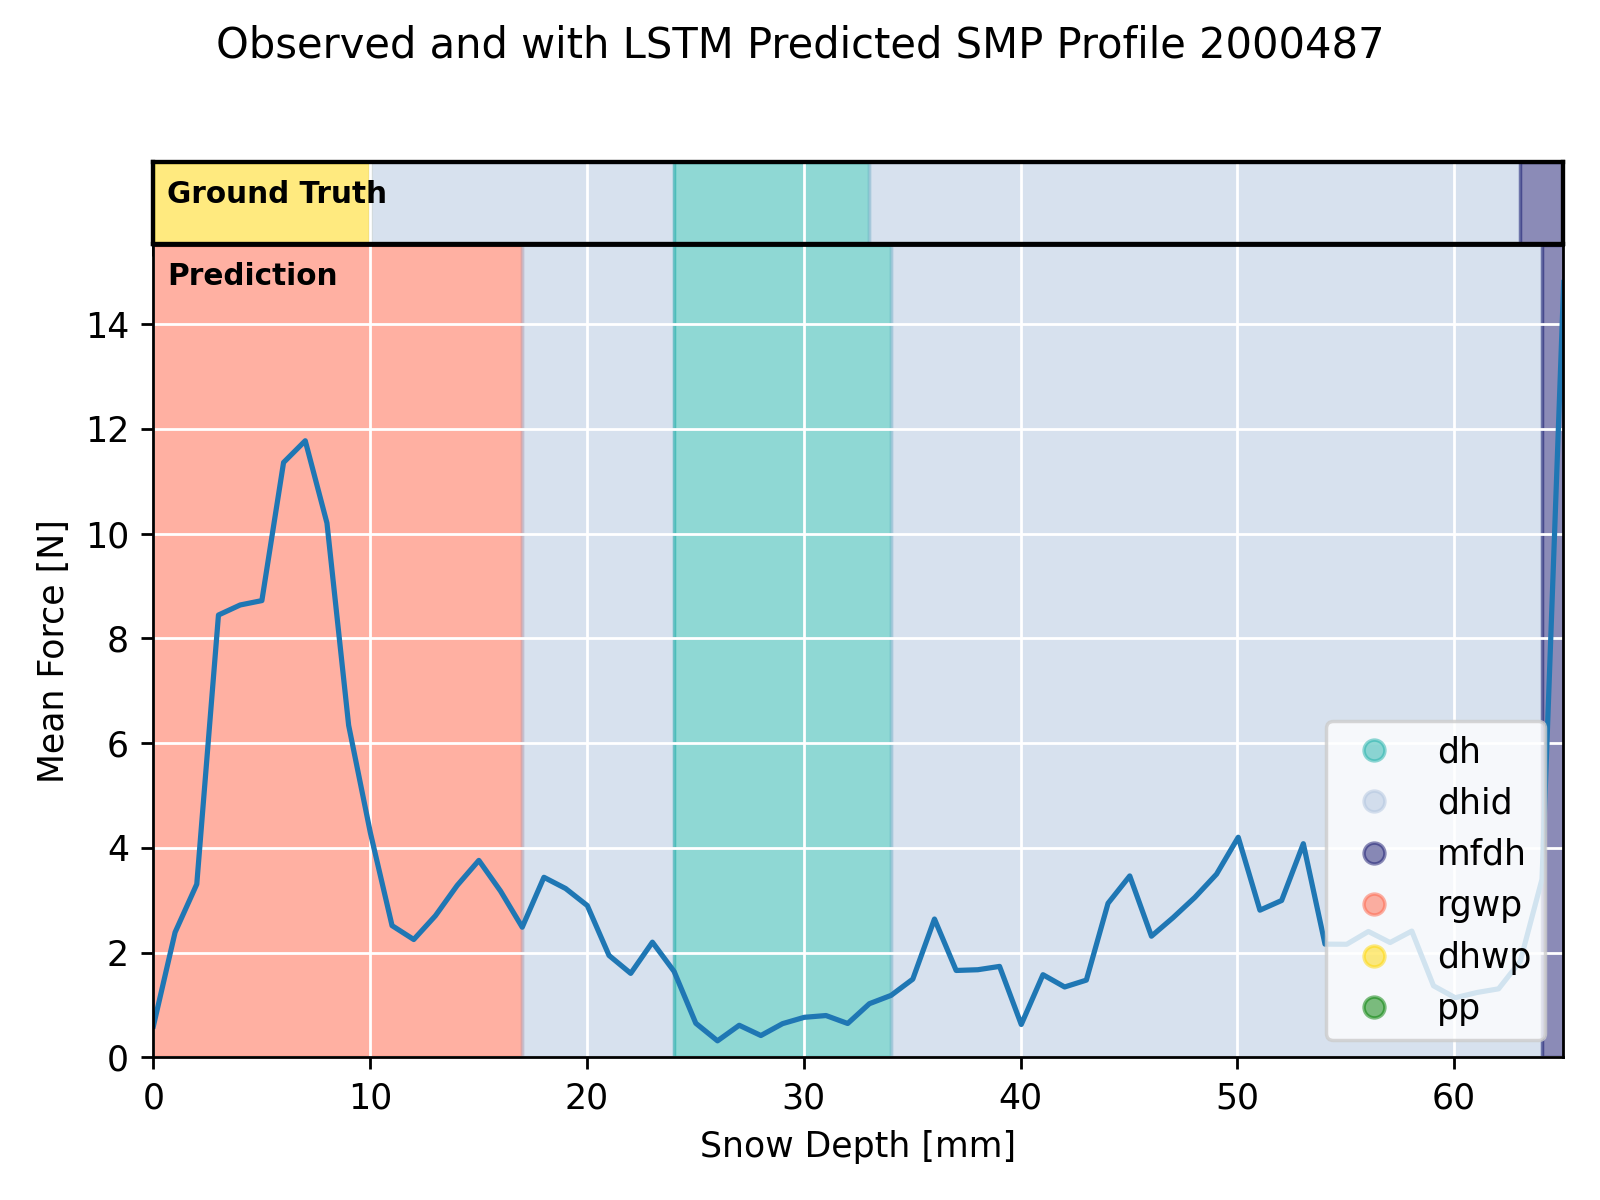 Observed and with LSTM Predicted SMP Profile 2000487
Ground Truth
Prediction
14
12
10
8
6
4
2
0
Mean Force [N]
dh
dhid
mfdh
rgwp
dhwp
pp
0 10 20 30 40 50 60
Snow Depth [mm]